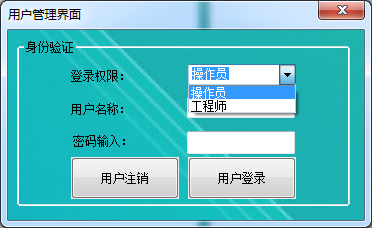 用户管理界面
身份验证
登录权限： 操作员
操作员
工程师
用户名称：
密码输入：
用户注销 用户登录